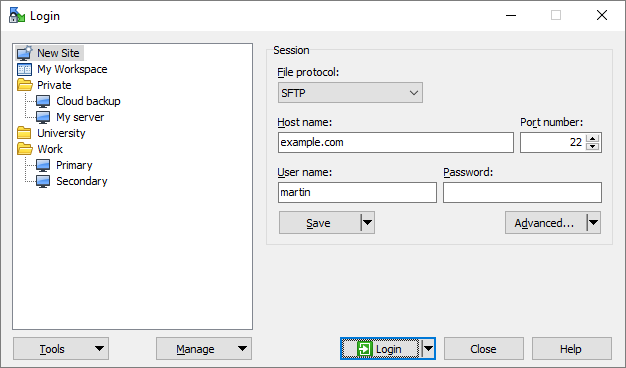 Login
New Site
My Workspace
Private
Cloud backup
My server
University
Work
Primary
Secondary
Session
File protocol:
SFTP
Host name:
Port number:
example.com
22
User name:
Password:
martin
Save
Advanced...
Tools
Manage
Login
Close
Help